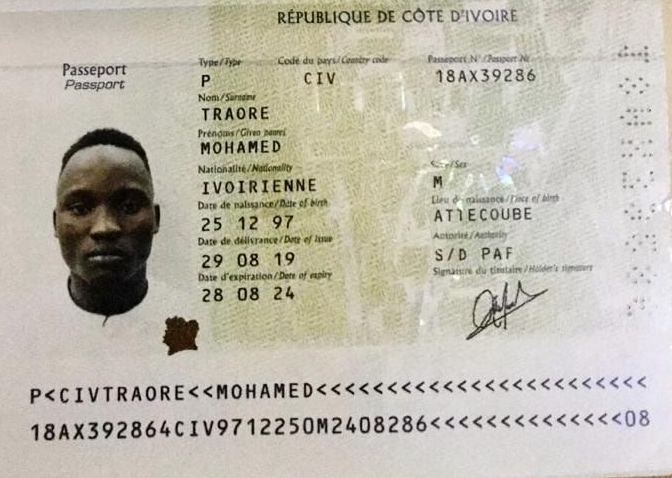 RÉPUBLIQUE DE CÔTE D'IVOIRE
Passeport
Passport
Type/Type Code du pays/Country code Passeport N°/Passport Nr
P CIV 18AX39286
Nom/Surname
TRAORE
Prénoms/Given names
MOHAMED
Nationalité/Nationality Sexe/Sex
IVOIRIENNE M
Date de naissance/Date of birth Lieu de naissance/Place of birth
25 12 97 ATTECOUBE
Date de délivrance/Date of issue Autorité/Authority
29 08 19 S/D PAF
Date d'expiration/Date of expiry Signature du titulaire/Holder's signature
28 08 24
P<CIVTRAORE<<MOHAMED<<<<<<<<<<<<<<<<<<<<<<<<
18AX392864CIV9712250M2408286<<<<<<<<<<<<<<08